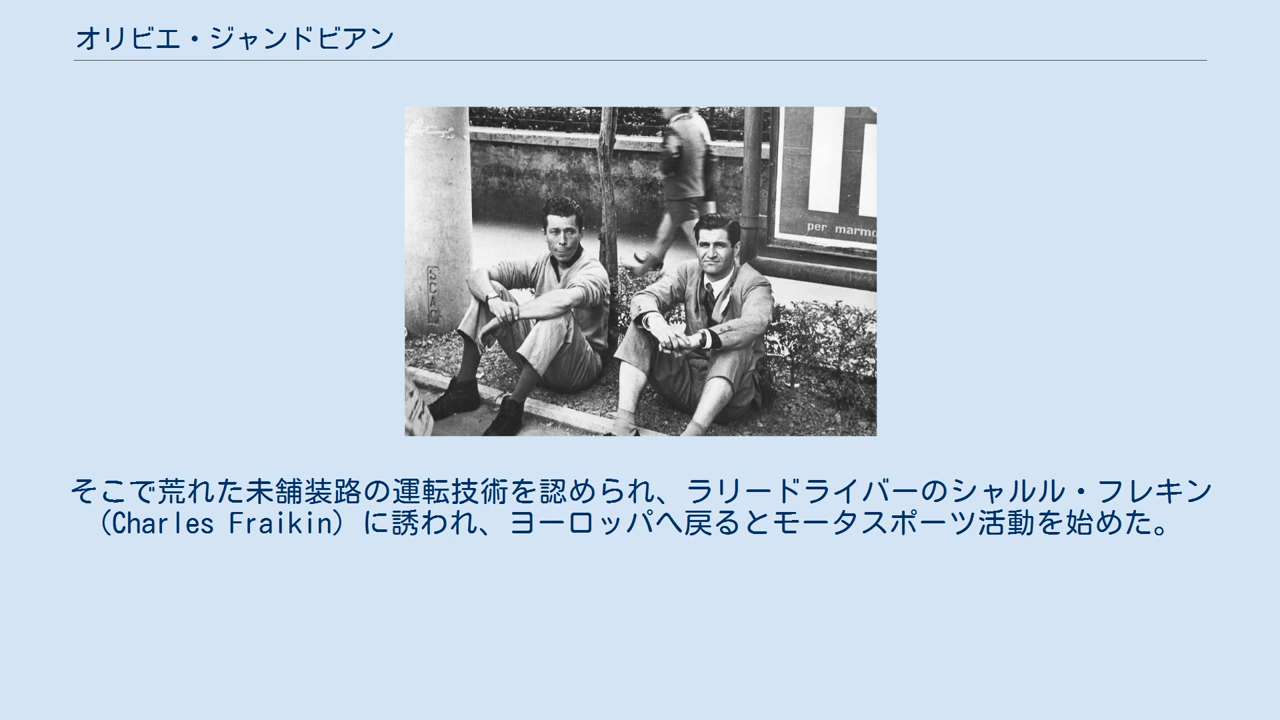 オリビエ・ジャンドビアン
per marmo
SCAC
そこで荒れた未舗装路の運転技術を認められ、ラリードライバーのシャルル・フレキン
（Charles Fraikin）に誘われ、ヨーロッパへ戻るとモータスポーツ活動を始めた。